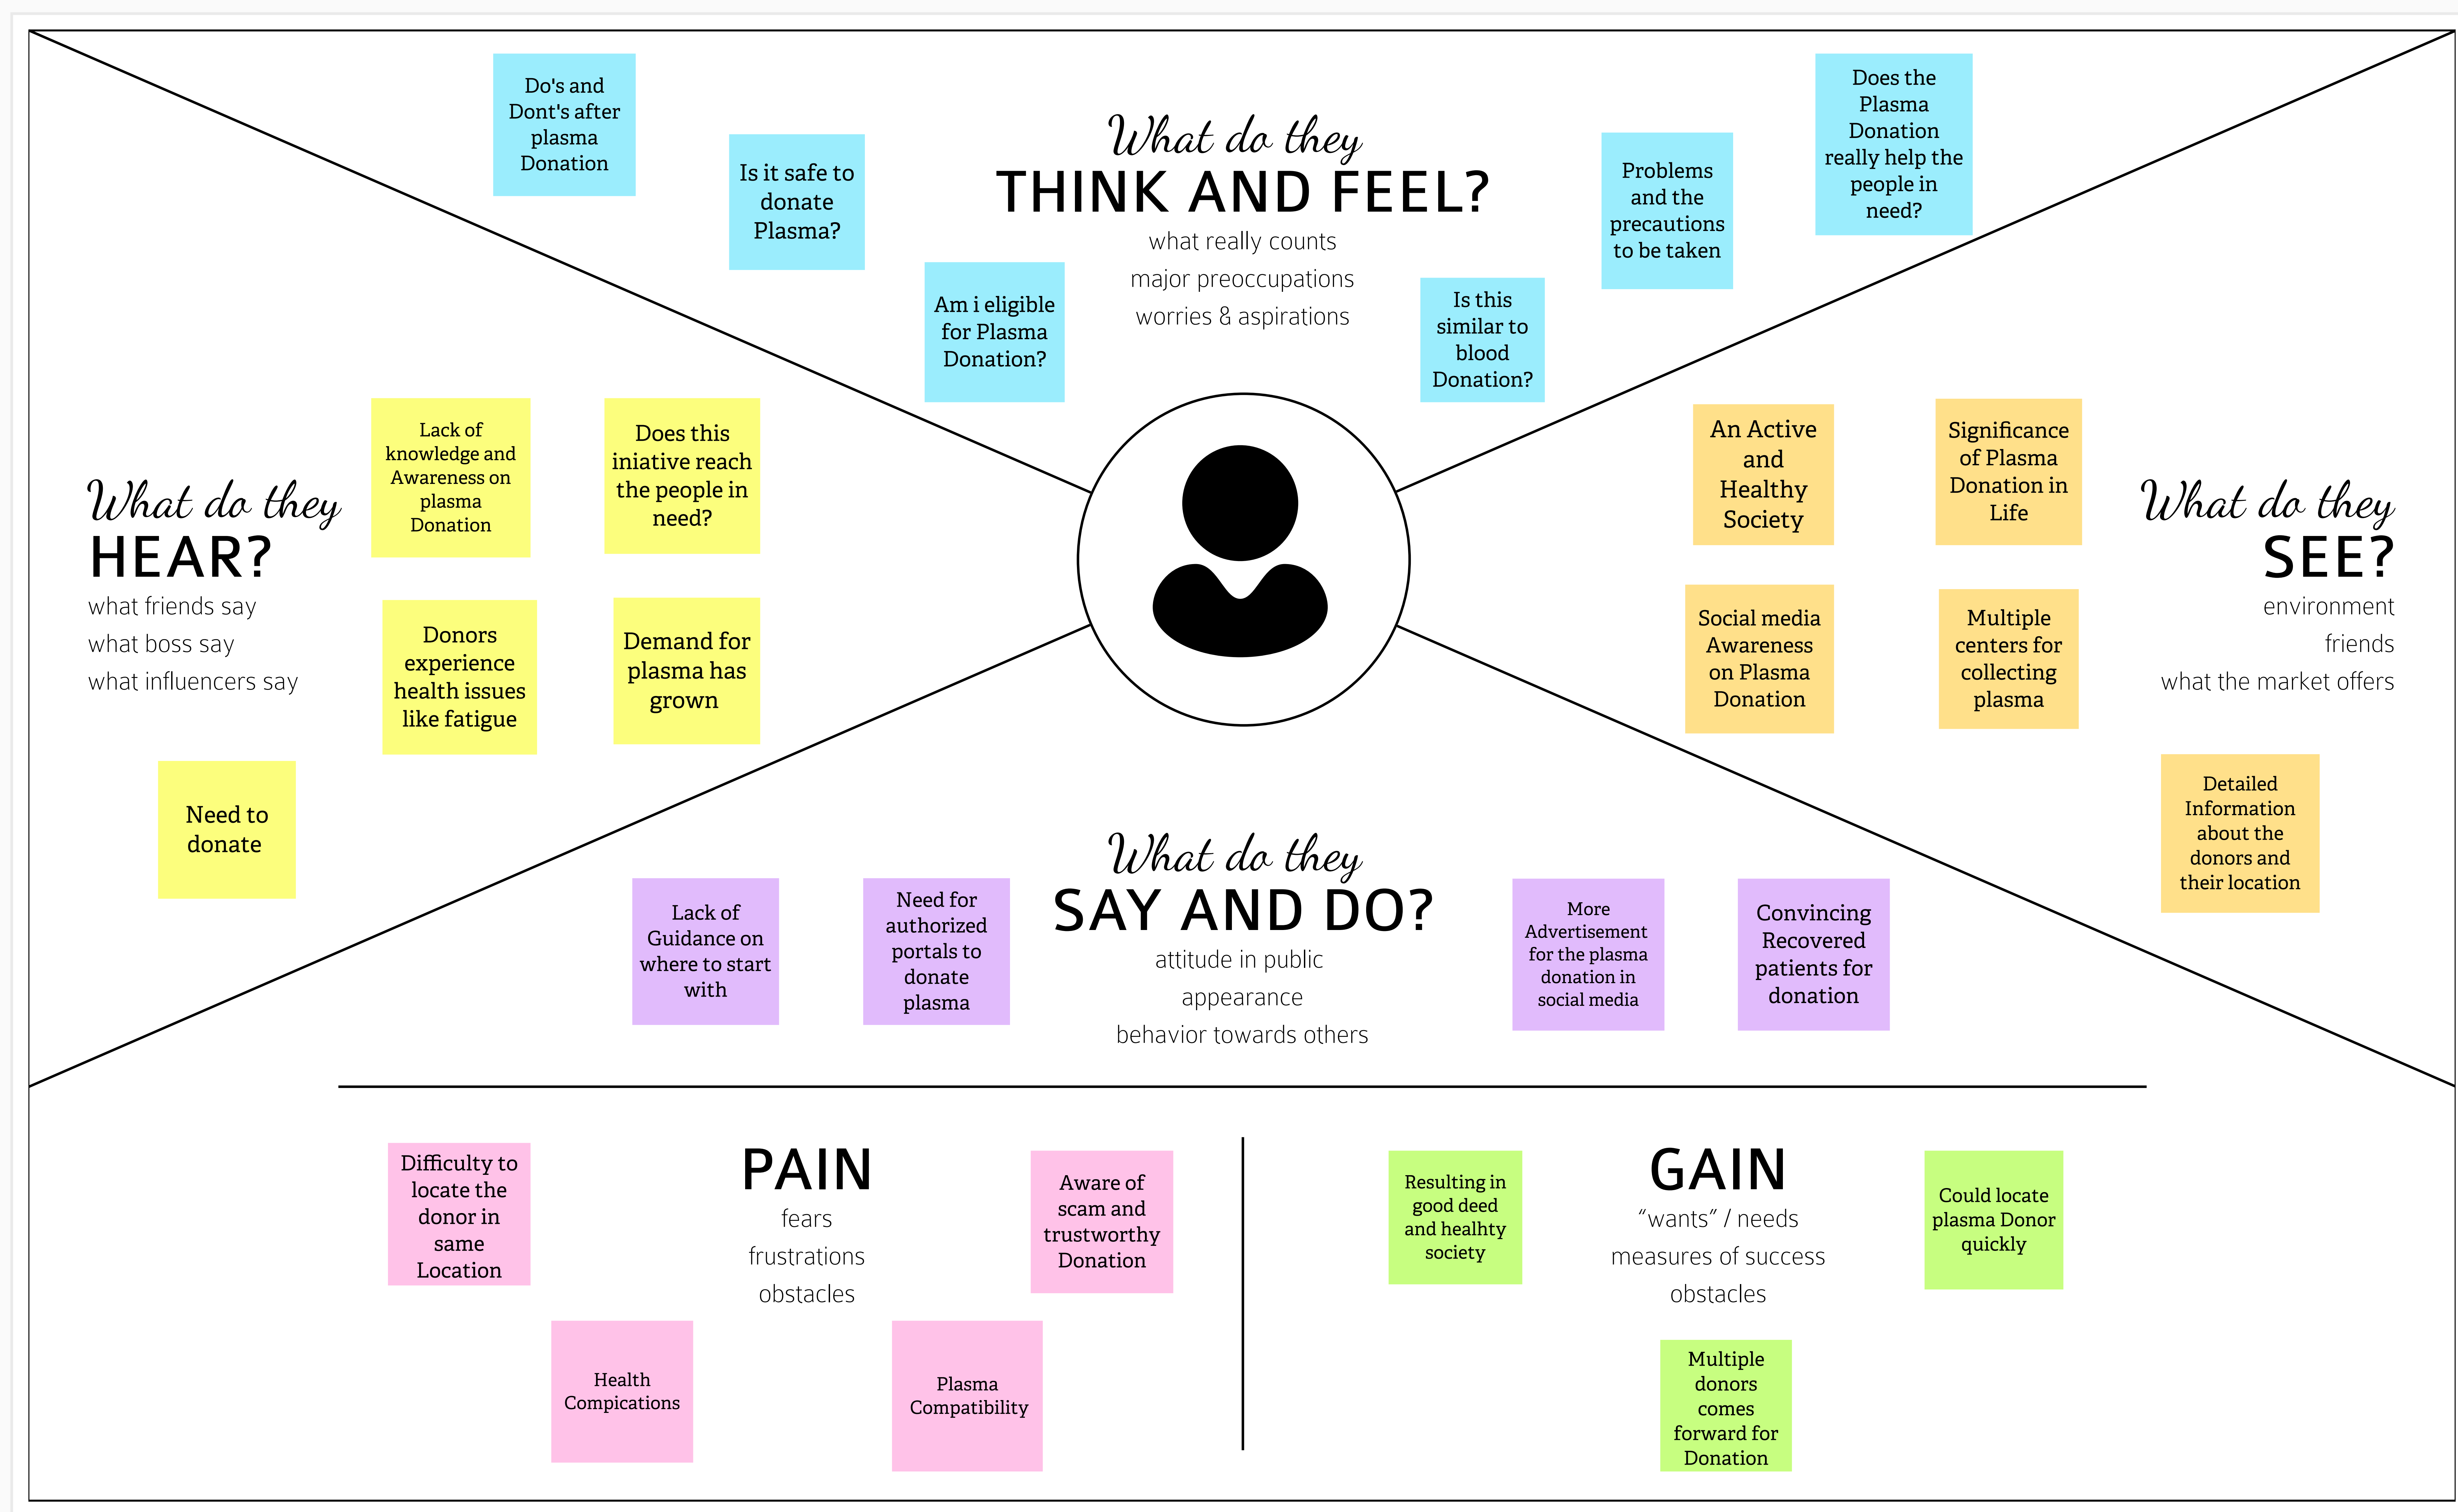 Do's and
Dont's after
plasma
Donation
Is it safe to
donate
Plasma?
Am i eligible
for Plasma
Donation?
What do they
THINK AND FEEL?
what really counts
major preoccupations
worries & aspirations
Is this
similar to
blood
Donation?
Problems
and the
precautions
to be taken
Does the
Plasma
Donation
really help the
people in
need?
What do they
HEAR?
what friends say
what boss say
what influencers say
Lack of
knowledge and
Awareness on
plasma
Donation
Does this
iniative reach
the people in
need?
Donors
experience
health issues
like fatigue
Demand for
plasma has
grown
Need to
donate
An Active
and
Healthy
Society
Significance
of Plasma
Donation in
Life
Social media
Awareness
on Plasma
Donation
Multiple
centers for
collecting
plasma
What do they
SEE?
environment
friends
what the market offers
Detailed
Information
about the
donors and
their location
Lack of
Guidance on
where to start
with
Need for
authorized
portals to
donate
plasma
What do they
SAY AND DO?
attitude in public
appearance
behavior towards others
More
Advertisement
for the plasma
donation in
social media
Convincing
Recovered
patients for
donation
Difficulty to
locate the
donor in
same
Location
PAIN
fears
frustrations
obstacles
Aware of
scam and
trustworthy
Donation
Health
Compications
Plasma
Compatibility
Resulting in
good deed
and healhty
society
GAIN
“wants” / needs
measures of success
obstacles
Could locate
plasma Donor
quickly
Multiple
donors
comes
forward for
Donation